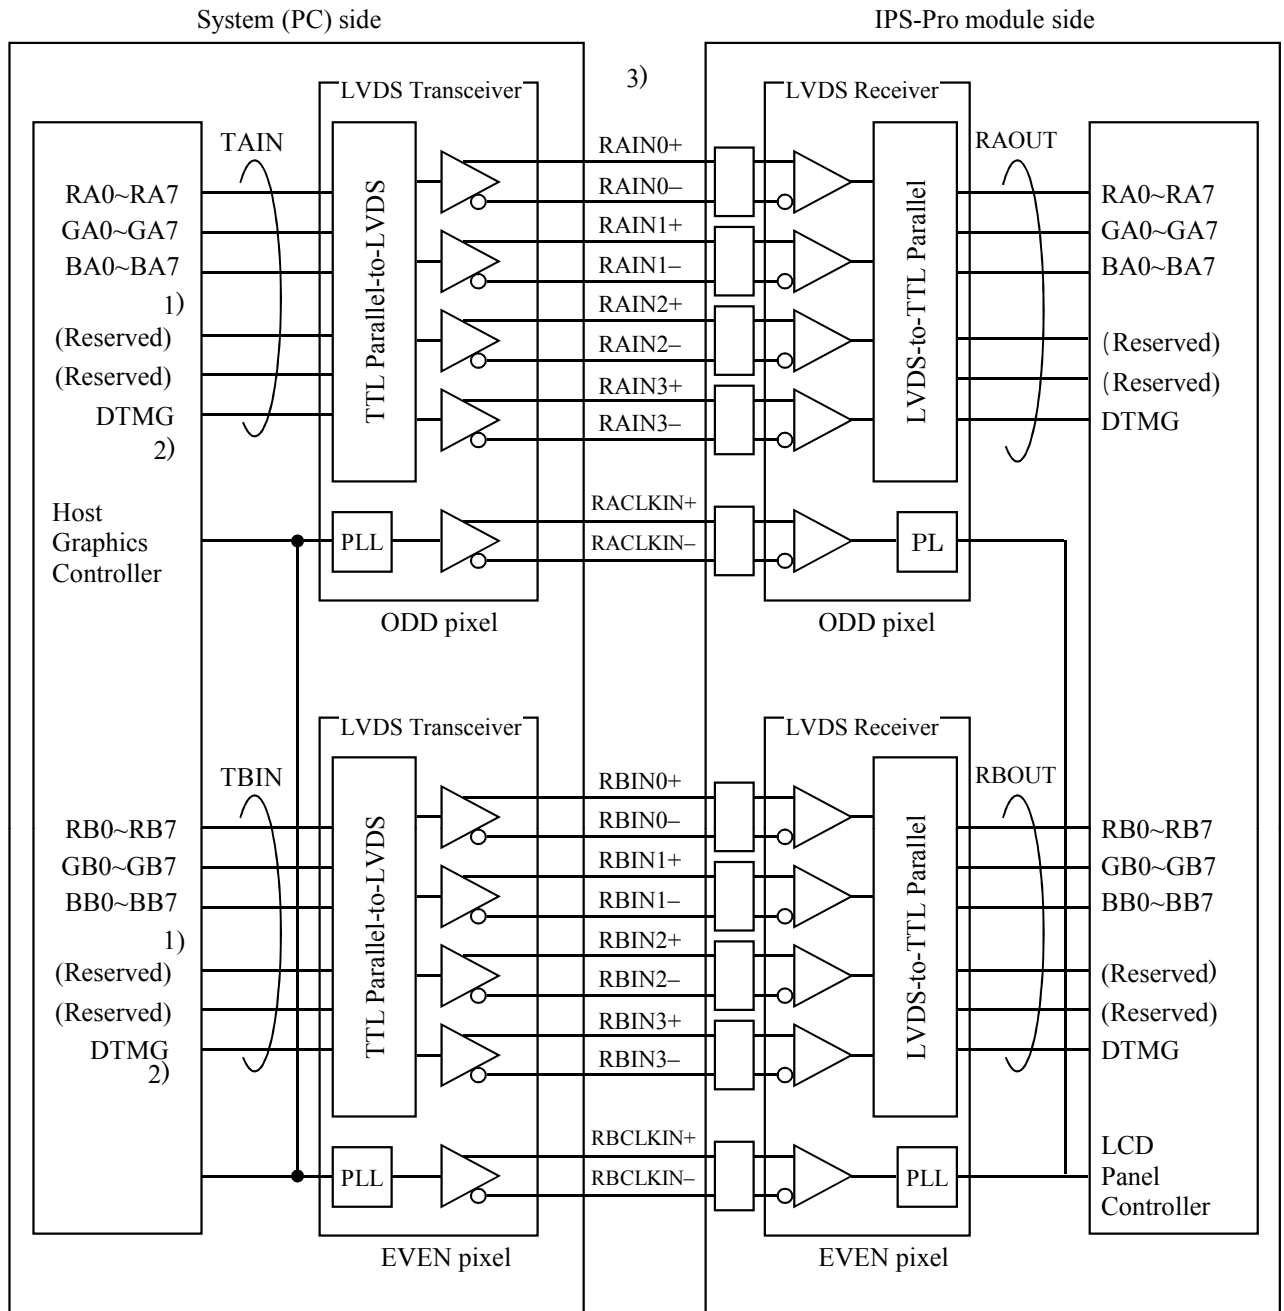 System (PC) side
IPS-Pro module side
3)
LVDS Transceiver
LVDS Receiver
TAIN
RA0~RA7
GA0~GA7
BA0~BA7
1)
(Reserved)
(Reserved)
DTMG
2)
TTL Parallel-to-LVDS
RAIN0+
RAIN0–
RAIN1+
RAIN1–
RAIN2+
RAIN2–
RAIN3+
RAIN3–
LVDS-to-TTL Parallel
RAOUT
RA0~RA7
GA0~GA7
BA0~BA7
(Reserved)
(Reserved)
DTMG
Host
Graphics
Controller
PLL
RACLKIN+
RACLKIN–
PL
ODD pixel
ODD pixel
LVDS Transceiver
LVDS Receiver
TBIN
RB0~RB7
GB0~GB7
BB0~BB7
1)
(Reserved)
(Reserved)
DTMG
2)
TTL Parallel-to-LVDS
RBIN0+
RBIN0–
RBIN1+
RBIN1–
RBIN2+
RBIN2–
RBIN3+
RBIN3–
LVDS-to-TTL Parallel
RBOUT
RB0~RB7
GB0~GB7
BB0~BB7
(Reserved)
(Reserved)
DTMG
PLL
RBCLKIN+
RBCLKIN–
PLL
LCD
Panel
Controller
EVEN pixel
EVEN pixel